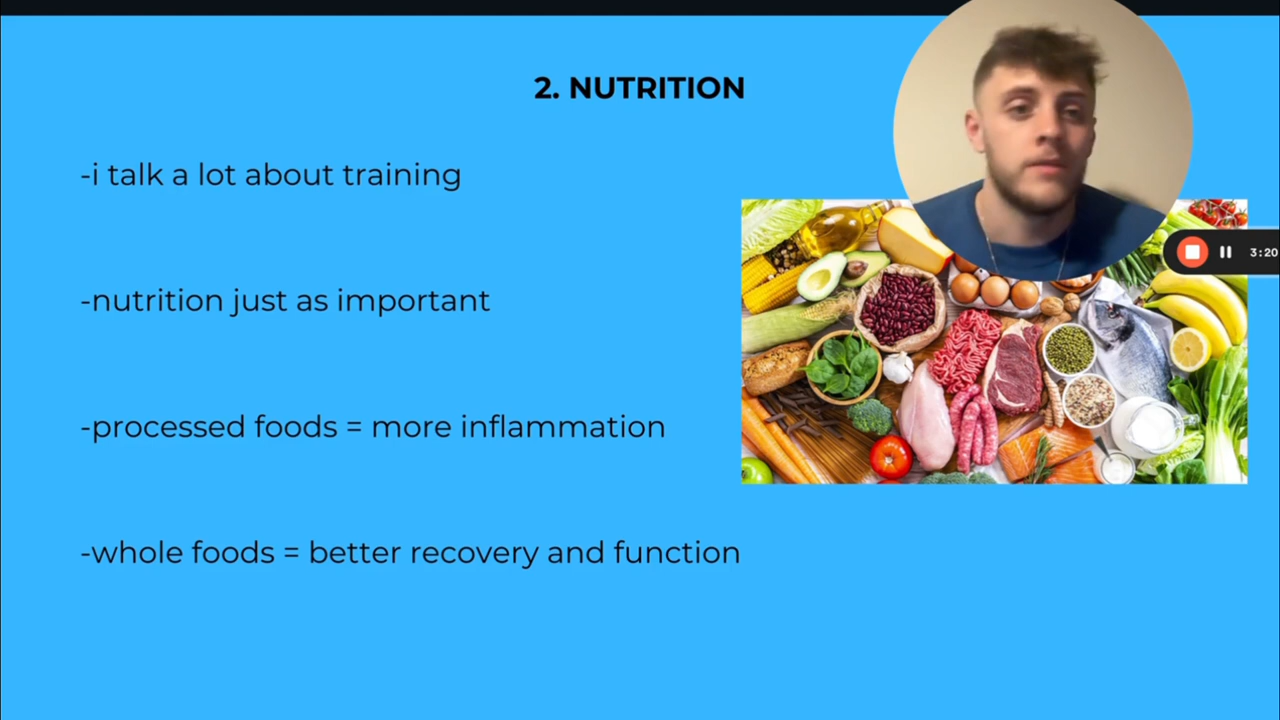 2. NUTRITION
-i talk a lot about training
-nutrition just as important
3:20
-processed foods = more inflammation
-whole foods = better recovery and function